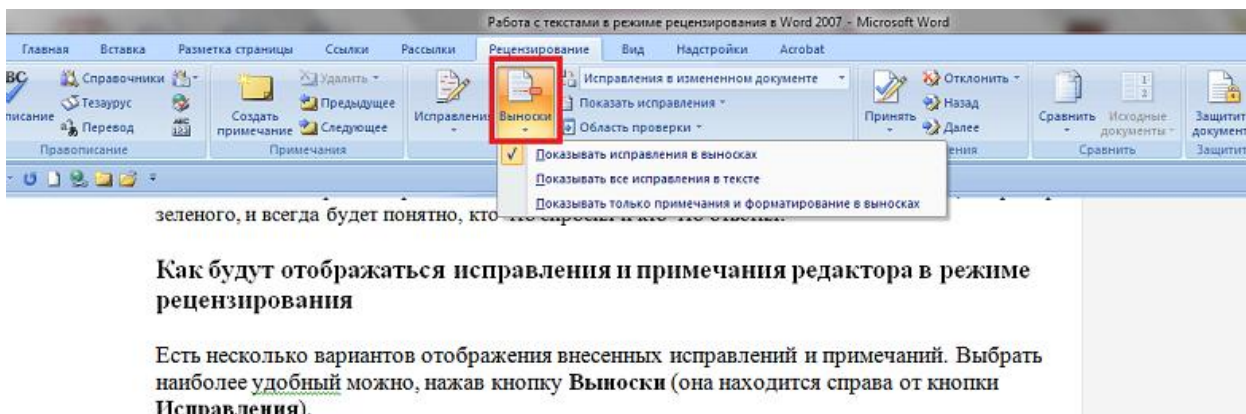 Работа с текстами в режиме рецензирования в Word 2007 - Microsoft Word
Главная Вставка Разметка страницы Ссылки Рассылки Рецензирование Вид Надстройки Acrobat
Справочники
Тезаурус
Перевод
Правописание
Создать примечание
Удалить
Предыдущее
Следующее
Примечания
Исправления
Выноски
Исправления в измененном документе
Показать исправления
Область проверки
Принять
Отклонить
Назад
Далее
Сравнить
Исходные документы
Сравнить
Показывать исправления в выносках
Показывать все исправления в тексте
Показывать только примечания и форматирование в выносках
зеленого, и всегда будет понятно,
Как будут отображаться исправления и примечания редактора в режиме
рецензирования
Есть несколько вариантов отображения внесенных исправлений и примечаний. Выбрать
наиболее удобный можно, нажав кнопку Выноски (она находится справа от кнопки
Исправления).